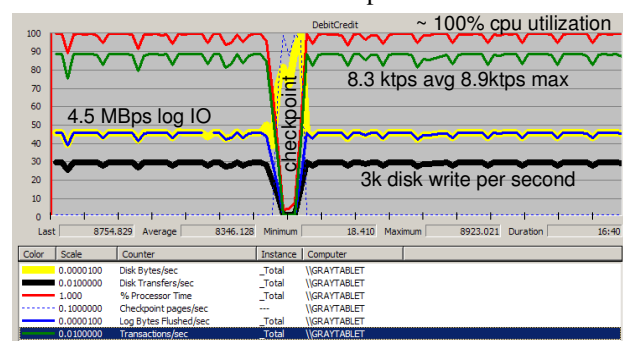 DebitCredit
~ 100% cpu utilization
100
90
80
70
60
50
40
30
20
10
0
8.3 ktps avg 8.9ktps max
4.5 MBps log IO
checkpoint
3k disk write per second
Last 8754.829 Average 8346.128 Minimum 18.410 Maximum 8923.021 Duration 16:40
Color Scale Counter Instance Computer
0.0000100 Disk Bytes/sec _Total \\GRAYTABLET
0.0100000 Disk Transfers/sec _Total \\GRAYTABLET
1.000 % Processor Time _Total \\GRAYTABLET
0.1000000 Checkpoint pages/sec --- \\GRAYTABLET
0.0000100 Log Bytes Flushed/sec _Total \\GRAYTABLET
0.0100000 Transactions/sec _Total \\GRAYTABLET